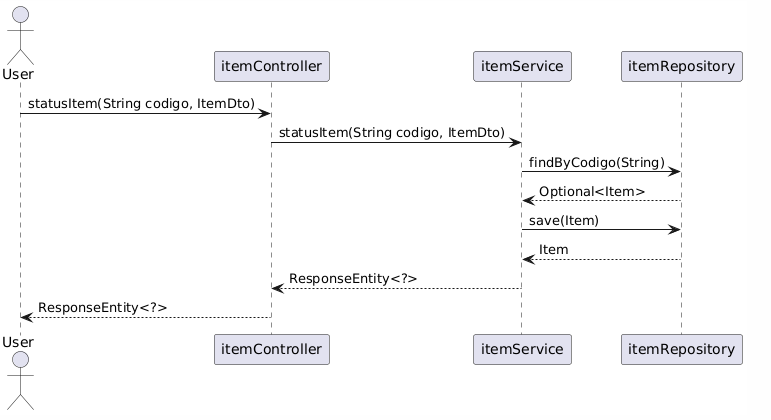 User
itemController
itemService
itemRepository
statusItem(String codigo, ItemDto)
statusItem(String codigo, ItemDto)
findByCodigo(String)
Optional<Item>
save(Item)
Item
ResponseEntity<?>
ResponseEntity<?>
User
itemController
itemService
itemRepository